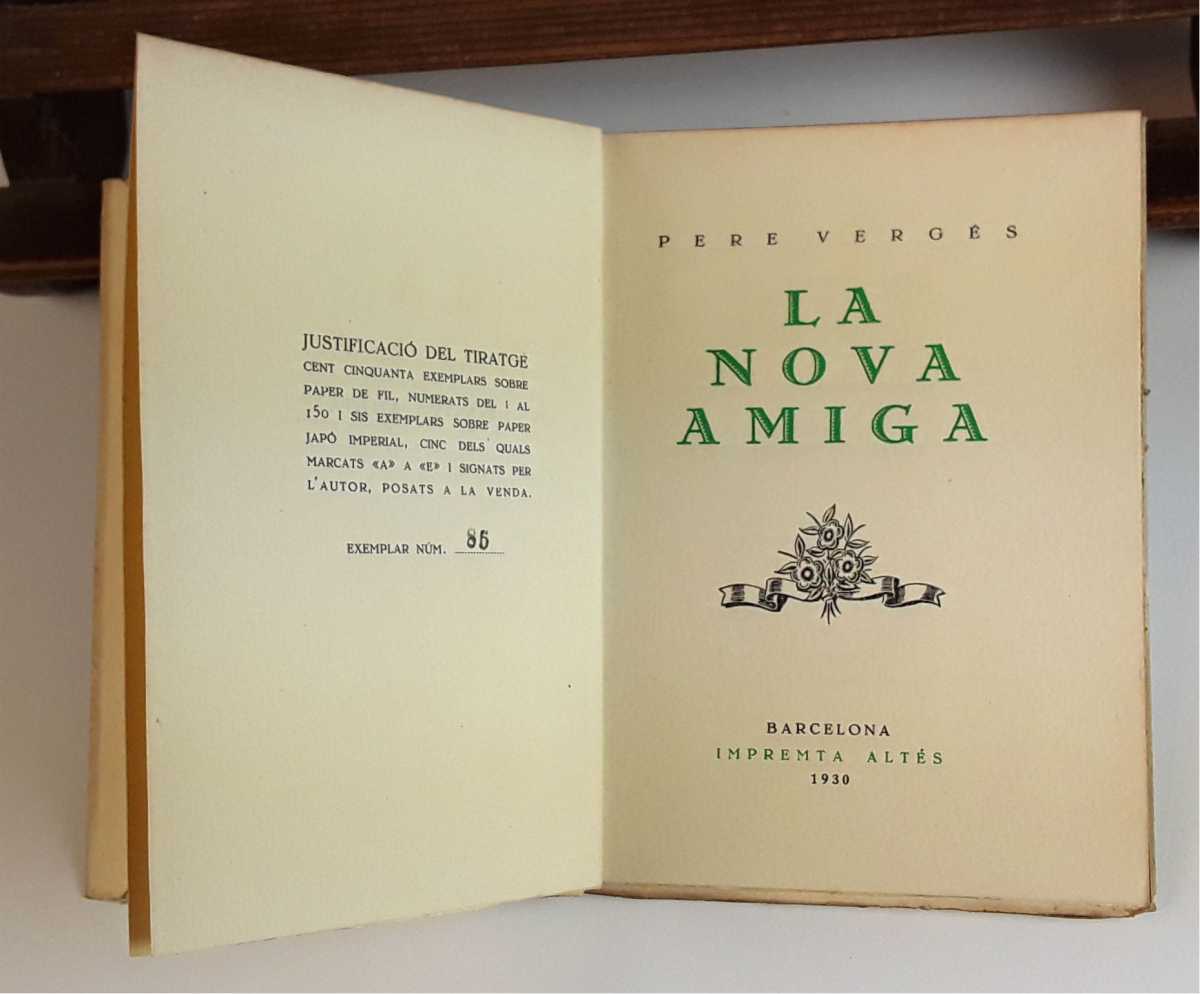 JUSTIFICACIÓ DEL TIRATGE
CENT CINQUANTA EXEMPLARS SOBRE
PAPER DE FIL, NUMERATS DEL 1 AL
150 I SIS EXEMPLARS SOBRE PAPER
JAPÓ IMPERIAL, CINC DELS QUALS
MARCATS «A» A «E» I SIGNATS PER
L'AUTOR, POSATS A LA VENDA.
EXEMPLAR NÚM. 85
PERE VERGÉS
LA
NOVA
AMIGA
BARCELONA
IMPREMTA ALTÉS
1930